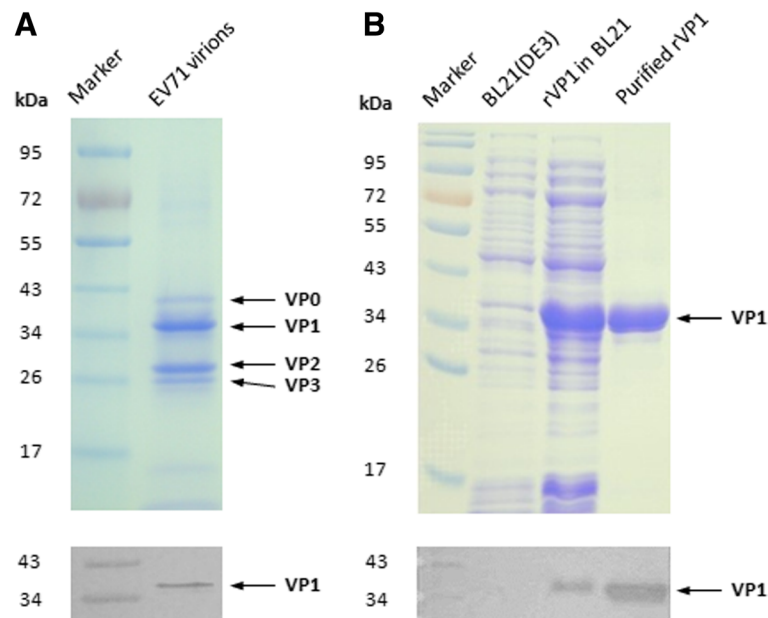 A
kDa
Marker
EV71 virions
95
72
55
43
34
26
17
VP0
VP1
VP2
VP3
43
34
VP1
B
kDa
Marker
BL21(DE3)
rVP1 in BL21
Purified rVP1
95
72
55
43
34
26
17
VP1
43
34
VP1